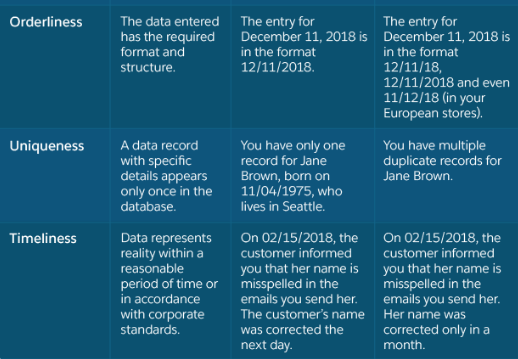 Orderliness
The data entered
has the required
format and
structure.
The entry for
December 11, 2018 is
in the format
12/11/2018.
The entry for
December 11, 2018 is
in the format
12/11/18,
12/11/2018 and even
11/12/18 (in your
European stores).
Uniqueness
A data record
with specific
details appears
only once in the
database.
You have only one
record for Jane
Brown, born on
11/04/1975, who
lives in Seattle.
You have multiple
duplicate records for
Jane Brown.
Timeliness
Data represents
reality within a
reasonable
period of time or
in accordance
with corporate
standards.
On 02/15/2018, the
customer informed
you that her name is
misspelled in the
emails you send her.
The customer's name
was corrected the
next day.
On 02/15/2018, the
customer informed
you that her name is
misspelled in the
emails you send her.
Her name was
corrected only in a
month.